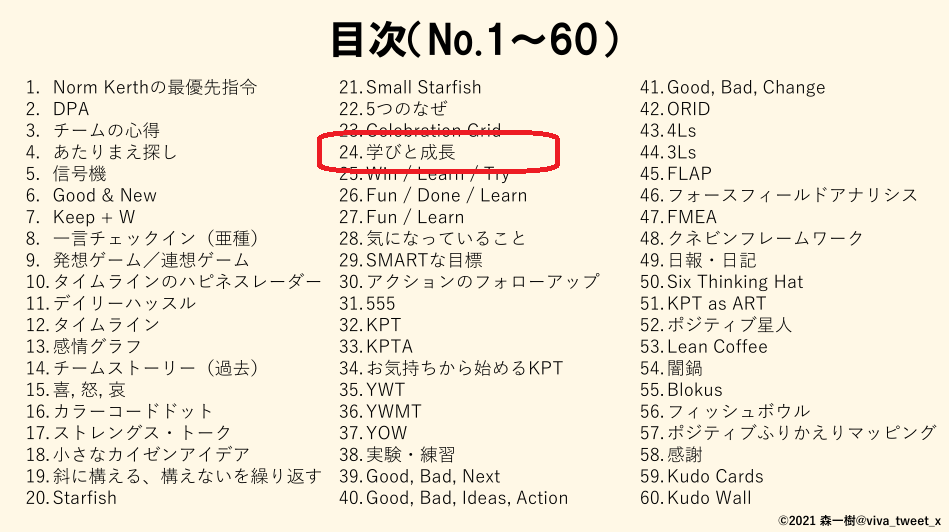 目次(No.1～60)
1. Norm Kerthの最優先指令
2. DPA
3. チームの心得
4. あたりまえ探し
5. 信号機
6. Good & New
7. Keep + W
8. 一言チェックイン（亜種）
9. 発想ゲーム／連想ゲーム
10. タイムラインのハピネスレーダー
11. デイリーハッスル
12. タイムライン
13. 感情グラフ
14. チームストーリー（過去）
15. 喜, 怒, 哀
16. カラーコードドット
17. ストレングス・トーク
18. 小さなカイゼンアイデア
19. 斜に構える、構えないを繰り返す
20. Starfish
21. Small Starfish
22. 5つのなぜ
23. Celebration Grid
24. 学びと成長
25. Win / Learn / Try
26. Fun / Done / Learn
27. Fun / Learn
28. 気になっていること
29. SMARTな目標
30. アクションのフォローアップ
31. 555
32. KPT
33. KPTA
34. お気持ちから始めるKPT
35. YWT
36. YWMT
37. YOW
38. 実験・練習
39. Good, Bad, Next
40. Good, Bad, Ideas, Action
41. Good, Bad, Change
42. ORID
43. 4Ls
44. 3Ls
45. FLAP
46. フォースフィールドアナリシス
47. FMEA
48. クネビンフレームワーク
49. 日報・日記
50. Six Thinking Hat
51. KPT as ART
52. ポジティブ星人
53. Lean Coffee
54. 闇鍋
55. Blokus
56. フィッシュボウル
57. ポジティブふりかえりマッピング
58. 感謝
59. Kudo Cards
60. Kudo Wall
©2021 森一樹@viva_tweet_x